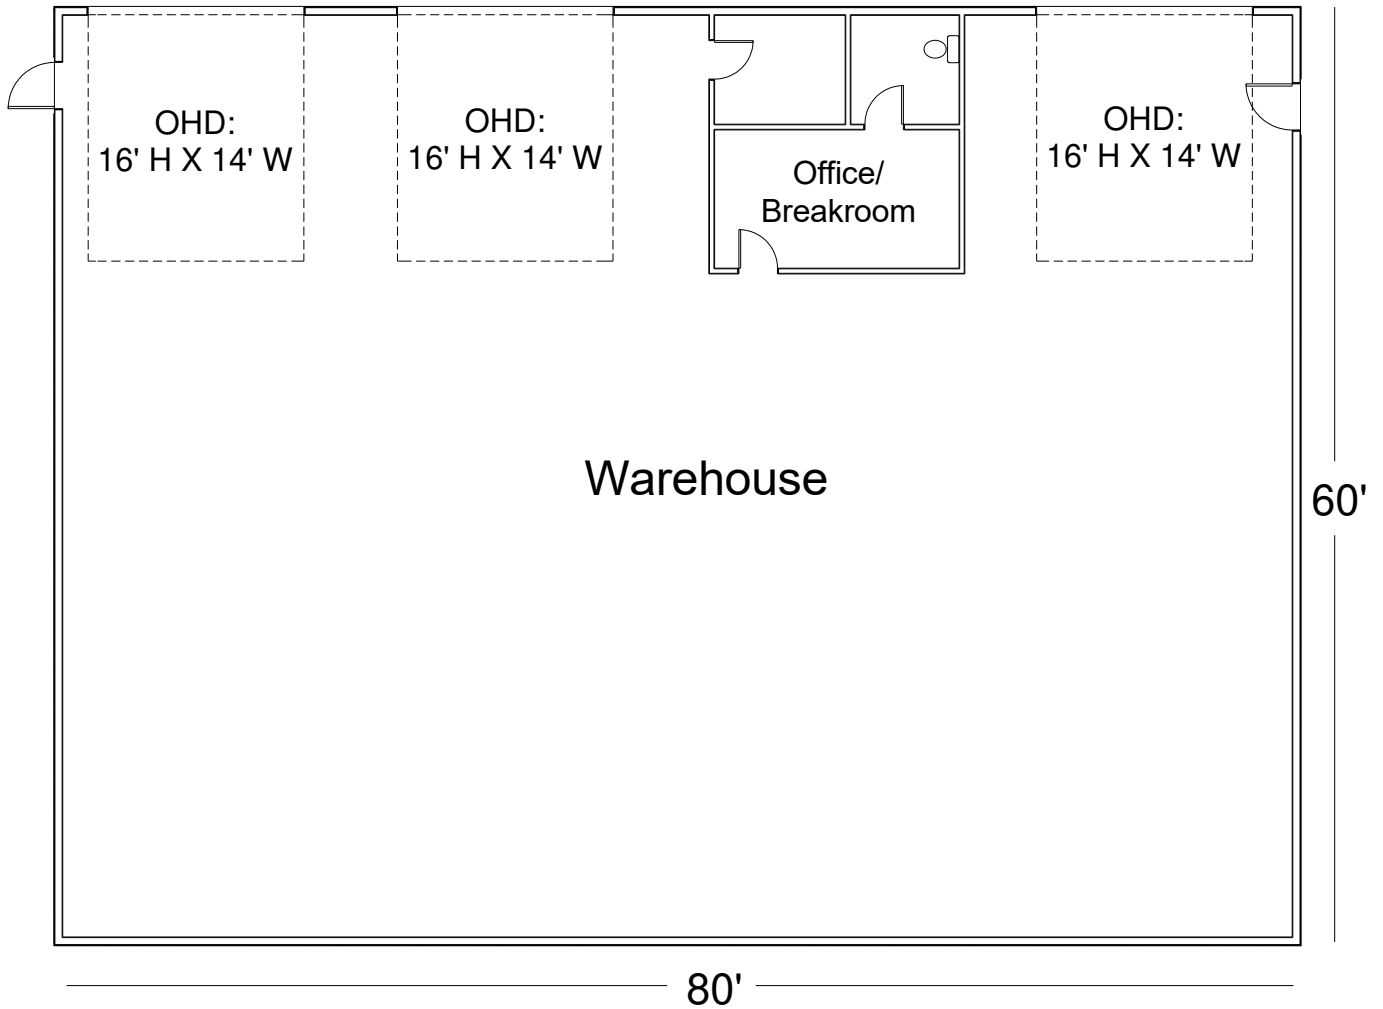 OHD:
16' H X 14' W
OHD:
16' H X 14' W
OHD:
16' H X 14' W
Office/
Breakroom
Warehouse
60'
80'